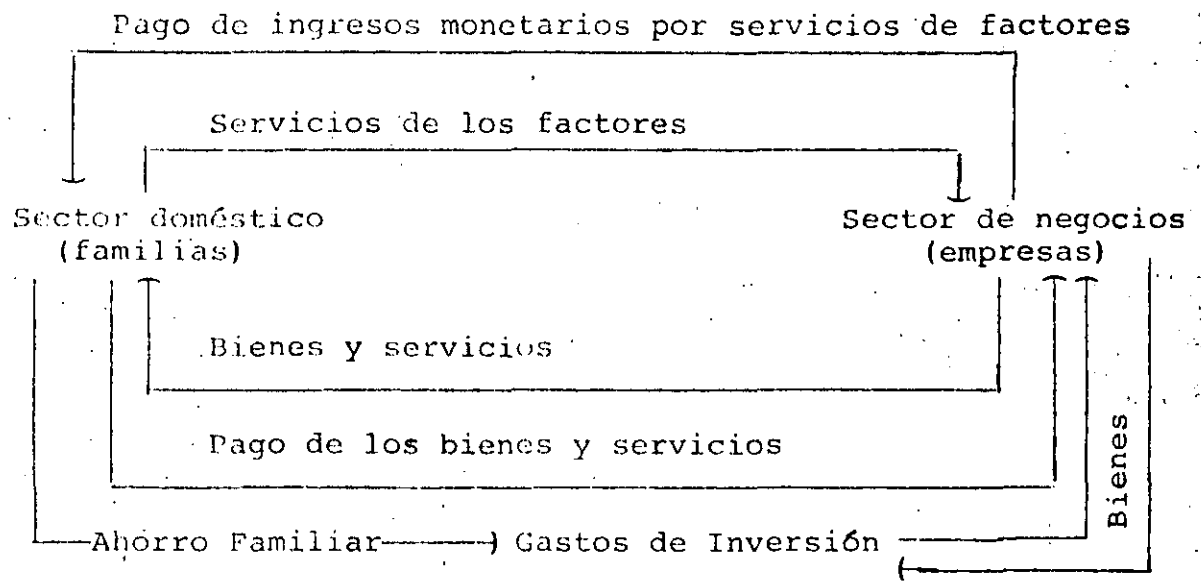 Pago de ingresos monetarios por servicios de factores
Servicios de los factores
Sector doméstico
(familias)
Sector de negocios
(empresas)
Bienes y servicios
Pago de los bienes y servicios
Bienes
Ahorro Familiar
Gastos de Inversión